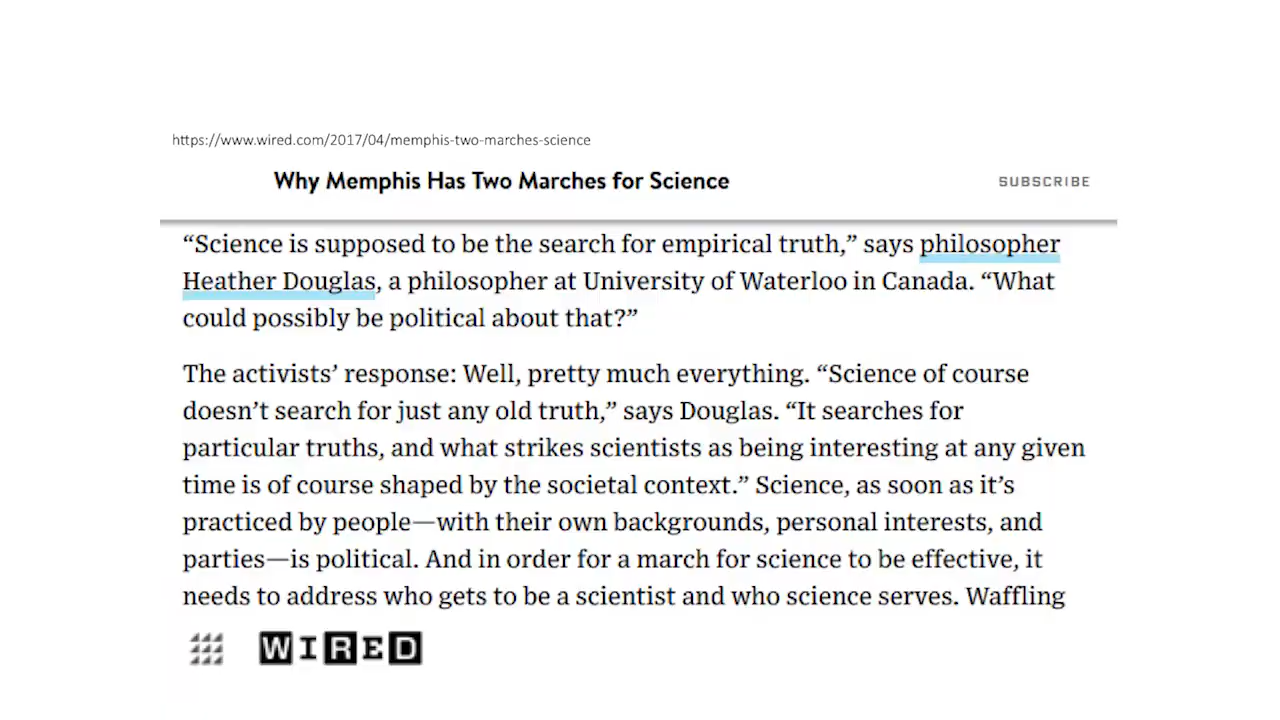 https://www.wired.com/2017/04/memphis-two-marches-science
Why Memphis Has Two Marches for Science
SUBSCRIBE
“Science is supposed to be the search for empirical truth,” says philosopher
Heather Douglas, a philosopher at University of Waterloo in Canada. “What
could possibly be political about that?”
The activists’ response: Well, pretty much everything. “Science of course
doesn’t search for just any old truth,” says Douglas. “It searches for
particular truths, and what strikes scientists as being interesting at any given
time is of course shaped by the societal context.” Science, as soon as it’s
practiced by people—with their own backgrounds, personal interests, and
parties—is political. And in order for a march for science to be effective, it
needs to address who gets to be a scientist and who science serves. Waffling
WIRED